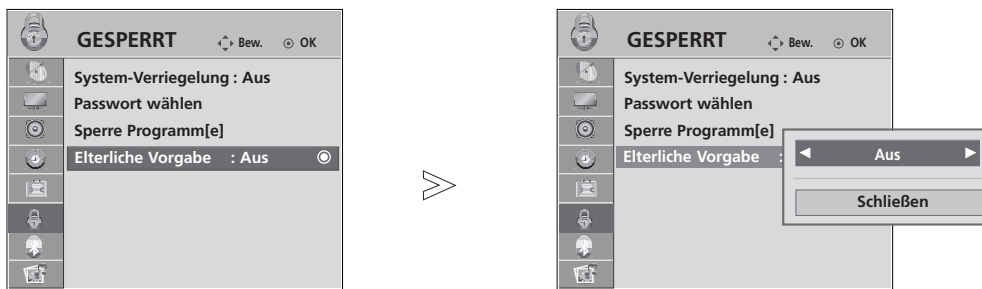 GESPERRT Bew. OK
System-Verriegelung : Aus
Passwort wählen
Sperre Programm[e]
Elterliche Vorgabe : Aus
GESPERRT Bew. OK
System-Verriegelung : Aus
Passwort wählen
Sperre Programm[e]
Elterliche Vorgabe :
Aus
Schließen